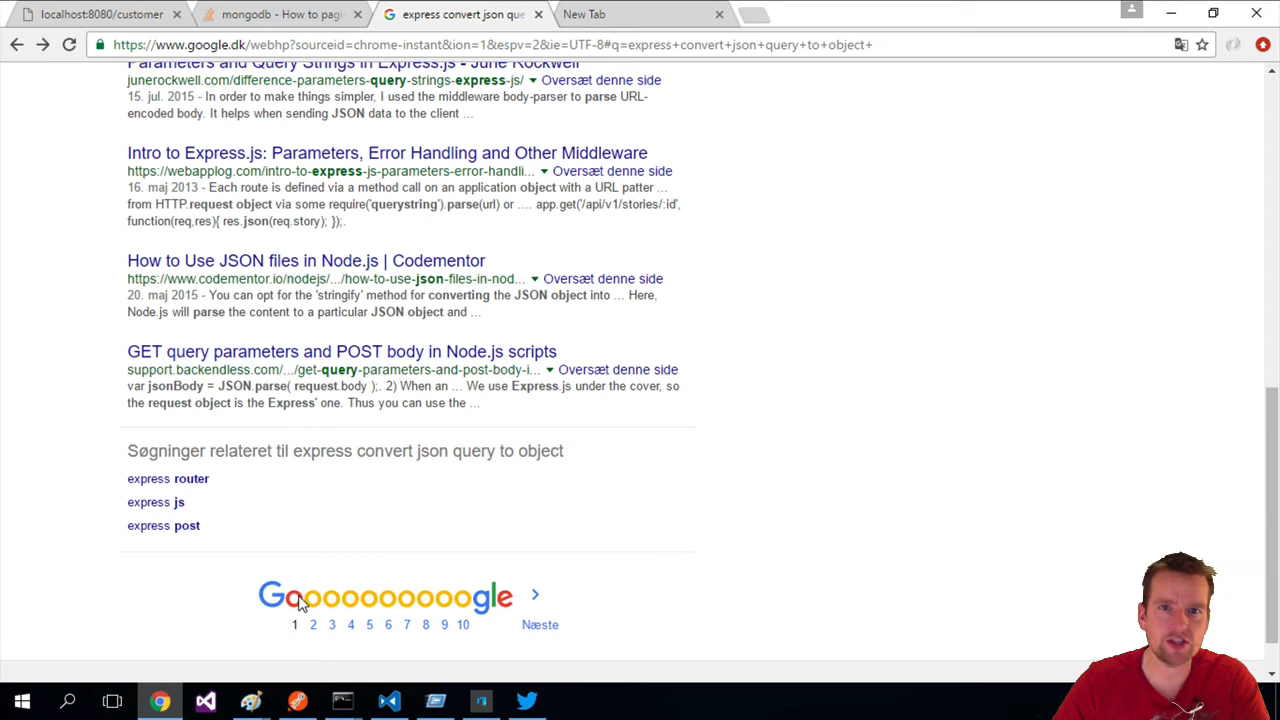 localhost:8080/customer
mongodb - How to pagi
express convert json que
New Tab
https://www.google.dk/webhp?sourceid=chrome-instant&ion=1&espv=2&ie=UTF-8#q=express+convert+json+query+to+object+
Parameters and Query Strings in Express.js - June Rockwell
junerockwell.com/difference-parameters-query-strings-express-js/ Oversæt denne side
15. jul. 2015 - In order to make things simpler, I used the middleware body-parser to parse URL-
encoded body. It helps when sending JSON data to the client ...
Intro to Express.js: Parameters, Error Handling and Other Middleware
https://webapplog.com/intro-to-express-js-parameters-error-handli... Oversæt denne side
16. maj 2013 - Each route is defined via a method call on an application object with a URL patter ...
from HTTP.request object via some require('querystring').parse(url) or .... app.get('/api/v1/stories/:id',
function(req,res){ res.json(req.story); });.
How to Use JSON files in Node.js | Codementor
https://www.codementor.io/nodejs/.../how-to-use-json-files-in-nod... Oversæt denne side
20. maj 2015 - You can opt for the 'stringify' method for converting the JSON object into ... Here,
Node.js will parse the content to a particular JSON object and ...
GET query parameters and POST body in Node.js scripts
support.backendless.com/.../get-query-parameters-and-post-body-i... Oversæt denne side
var jsonBody = JSON.parse( request.body );. 2) When an ... We use Express.js under the cover, so
the request object is the Express' one. Thus you can use the ...
Søgninger relateret til express convert json query to object
express router
express js
express post
Goooooooooogle >
1 2 3 4 5 6 7 8 9 10 Næste